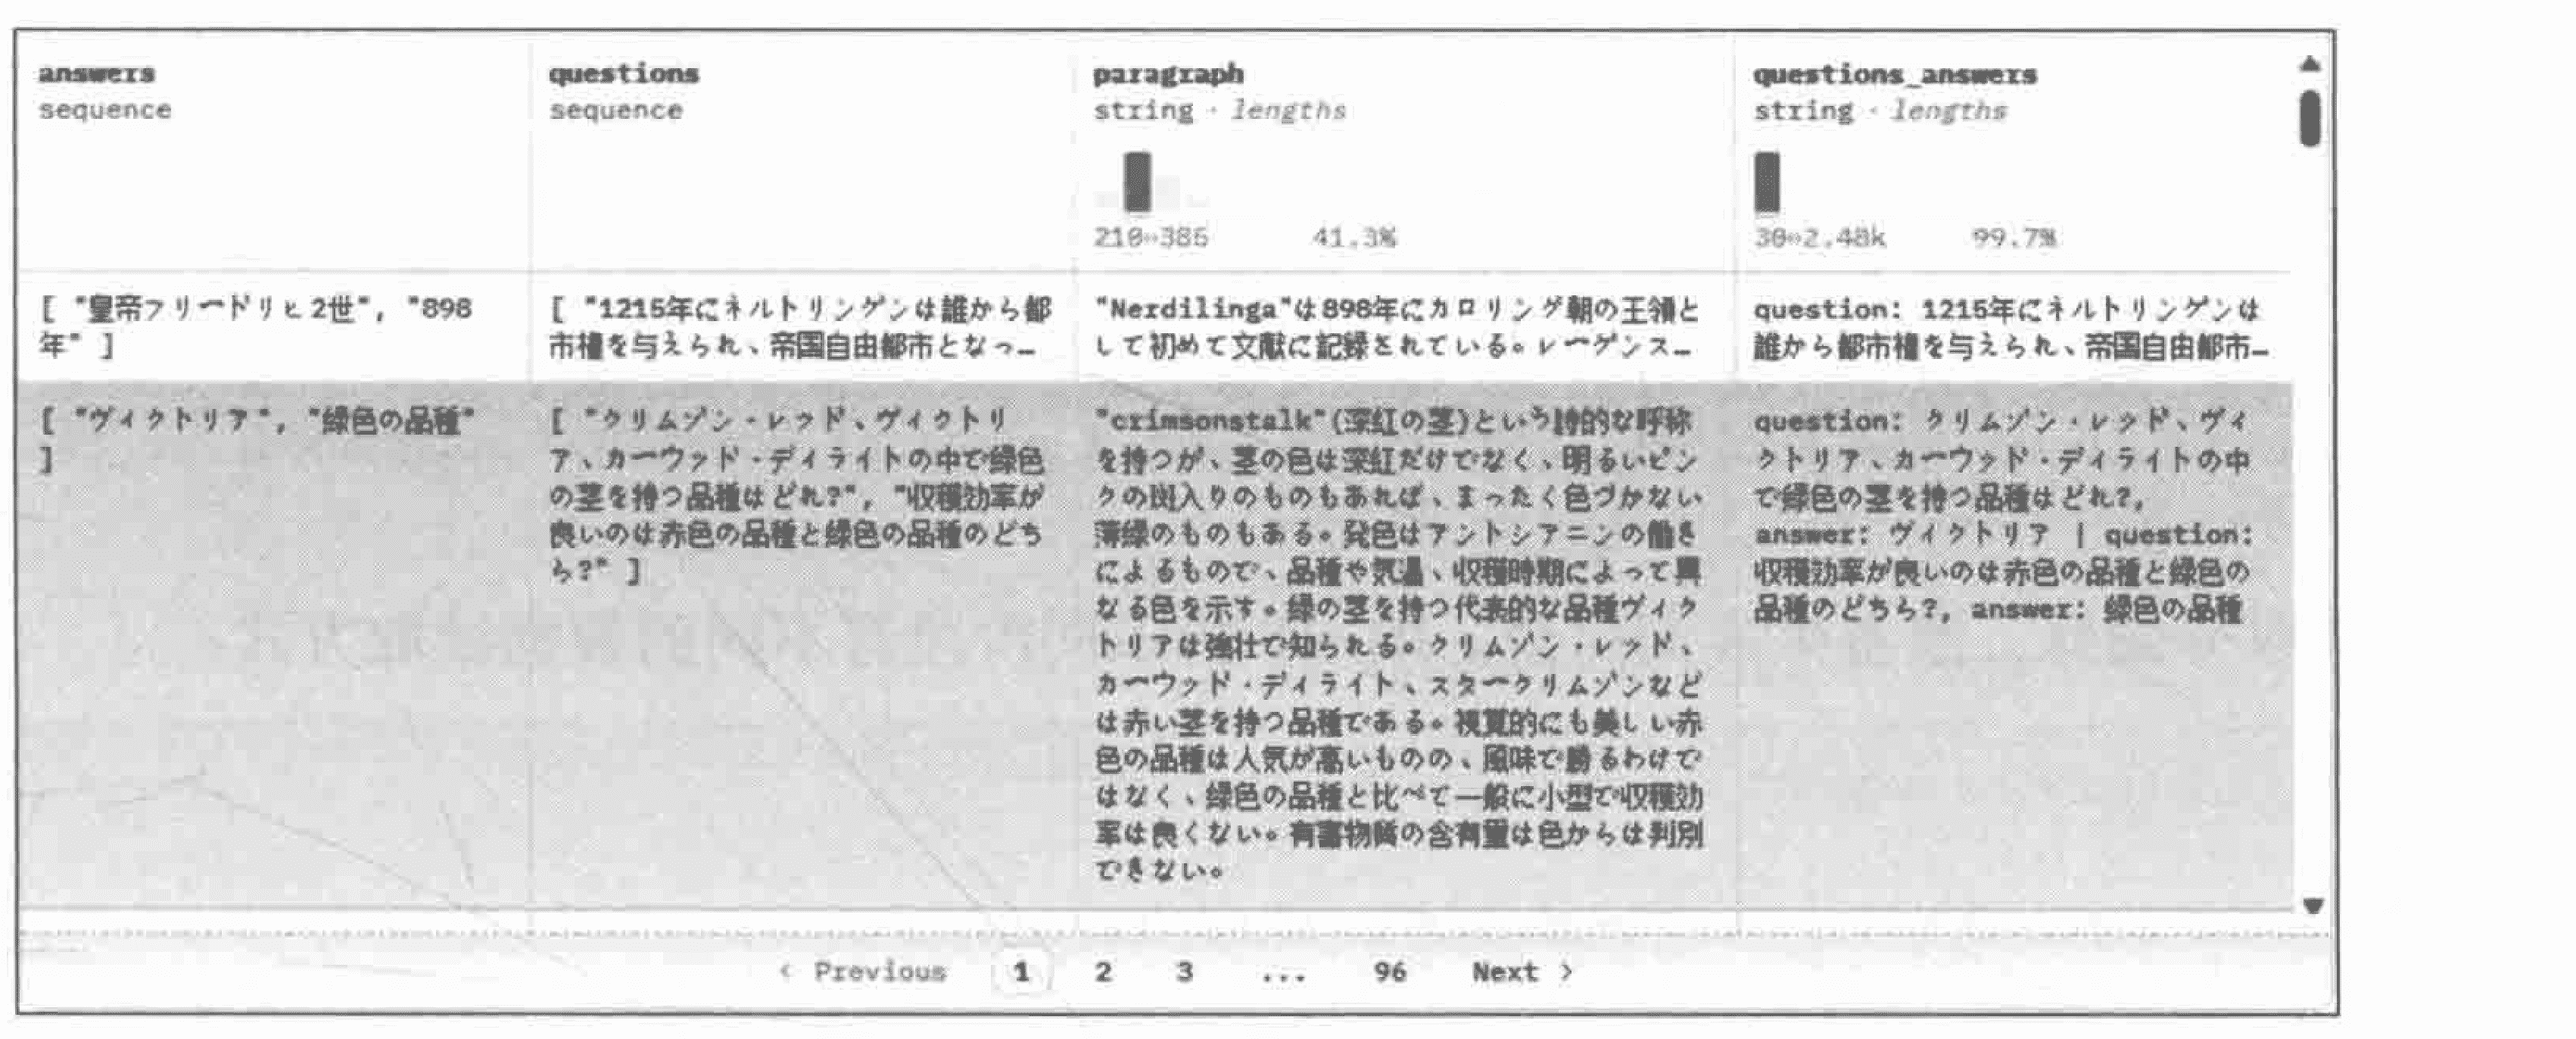 answers
sequence
questions
sequence
paragraph
string · lengths
210↔385 41.3%
questions_answers
string · lengths
30↔2.48k 99.7%
[ "皇帝フリードリヒ2世", "898
年" ]
[ "1215年にネルトリンゲンは誰から都
市権を与えられ、帝国自由都市となっ…
"Nerdilinga"は898年にカロリング朝の王領と
して初めて文献に記録されている。レーゲンス…
question: 1215年にネルトリンゲンは
誰から都市権を与えられ、帝国自由都市…
[ "ヴィクトリア", "緑色の品種"
]
[ "クリムゾン・レッド、ヴィクトリ
ア、カーウッド・ディライトの中で緑色
の茎を持つ品種はどれ?", "収穫効率が
良いのは赤色の品種と緑色の品種のどち
ら?" ]
"crimsonstalk"(深紅の茎)という詩的な呼称
を持つが、茎の色は深紅だけでなく、明るいピン
クの斑入りのものもあれば、まったく色づかない
薄緑のものもある。発色はアントシアニンの働き
によるもので、品種や気温、収穫時期によって異
なる色を示す。緑の茎を持つ代表的な品種ヴィク
トリアは強壮で知られる。クリムゾン・レッド、
カーウッド・ディライト、スタークリムゾンなど
は赤い茎を持つ品種である。視覚的にも美しい赤
色の品種は人気が高いものの、風味で勝るわけで
はなく、緑色の品種と比べて一般に小型で収穫効
率は良くない。有害物質の含有量は色からは判別
できない。
question: クリムゾン・レッド、ヴィ
クトリア、カーウッド・ディライトの中
で緑色の茎を持つ品種はどれ?,
answer: ヴィクトリア | question:
収穫効率が良いのは赤色の品種と緑色の
品種のどちら?, answer: 緑色の品種
‹ Previous 1 2 3 ... 96 Next ›